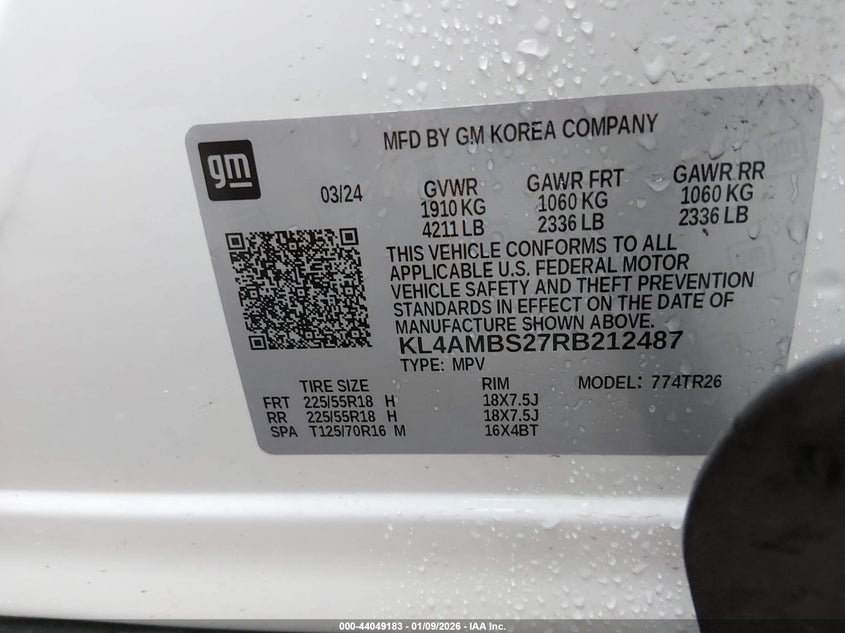 gm
MFD BY GM KOREA COMPANY
03/24
GVWR GAWR FRT GAWR RR
1910 KG 1060 KG 1060 KG
4211 LB 2336 LB 2336 LB
THIS VEHICLE CONFORMS TO ALL
APPLICABLE U.S. FEDERAL MOTOR
VEHICLE SAFETY AND THEFT PREVENTION
STANDARDS IN EFFECT ON THE DATE OF
MANUFACTURE SHOWN ABOVE.
KL4AMBS27RB212487
TYPE: MPV
TIRE SIZE RIM MODEL: 774TR26
FRT 225/55R18 H 18X7.5J
RR 225/55R18 H 18X7.5J
SPA T125/70R16 M 16X4BT
000-44049183 - 01/09/2026 - IAA Inc.